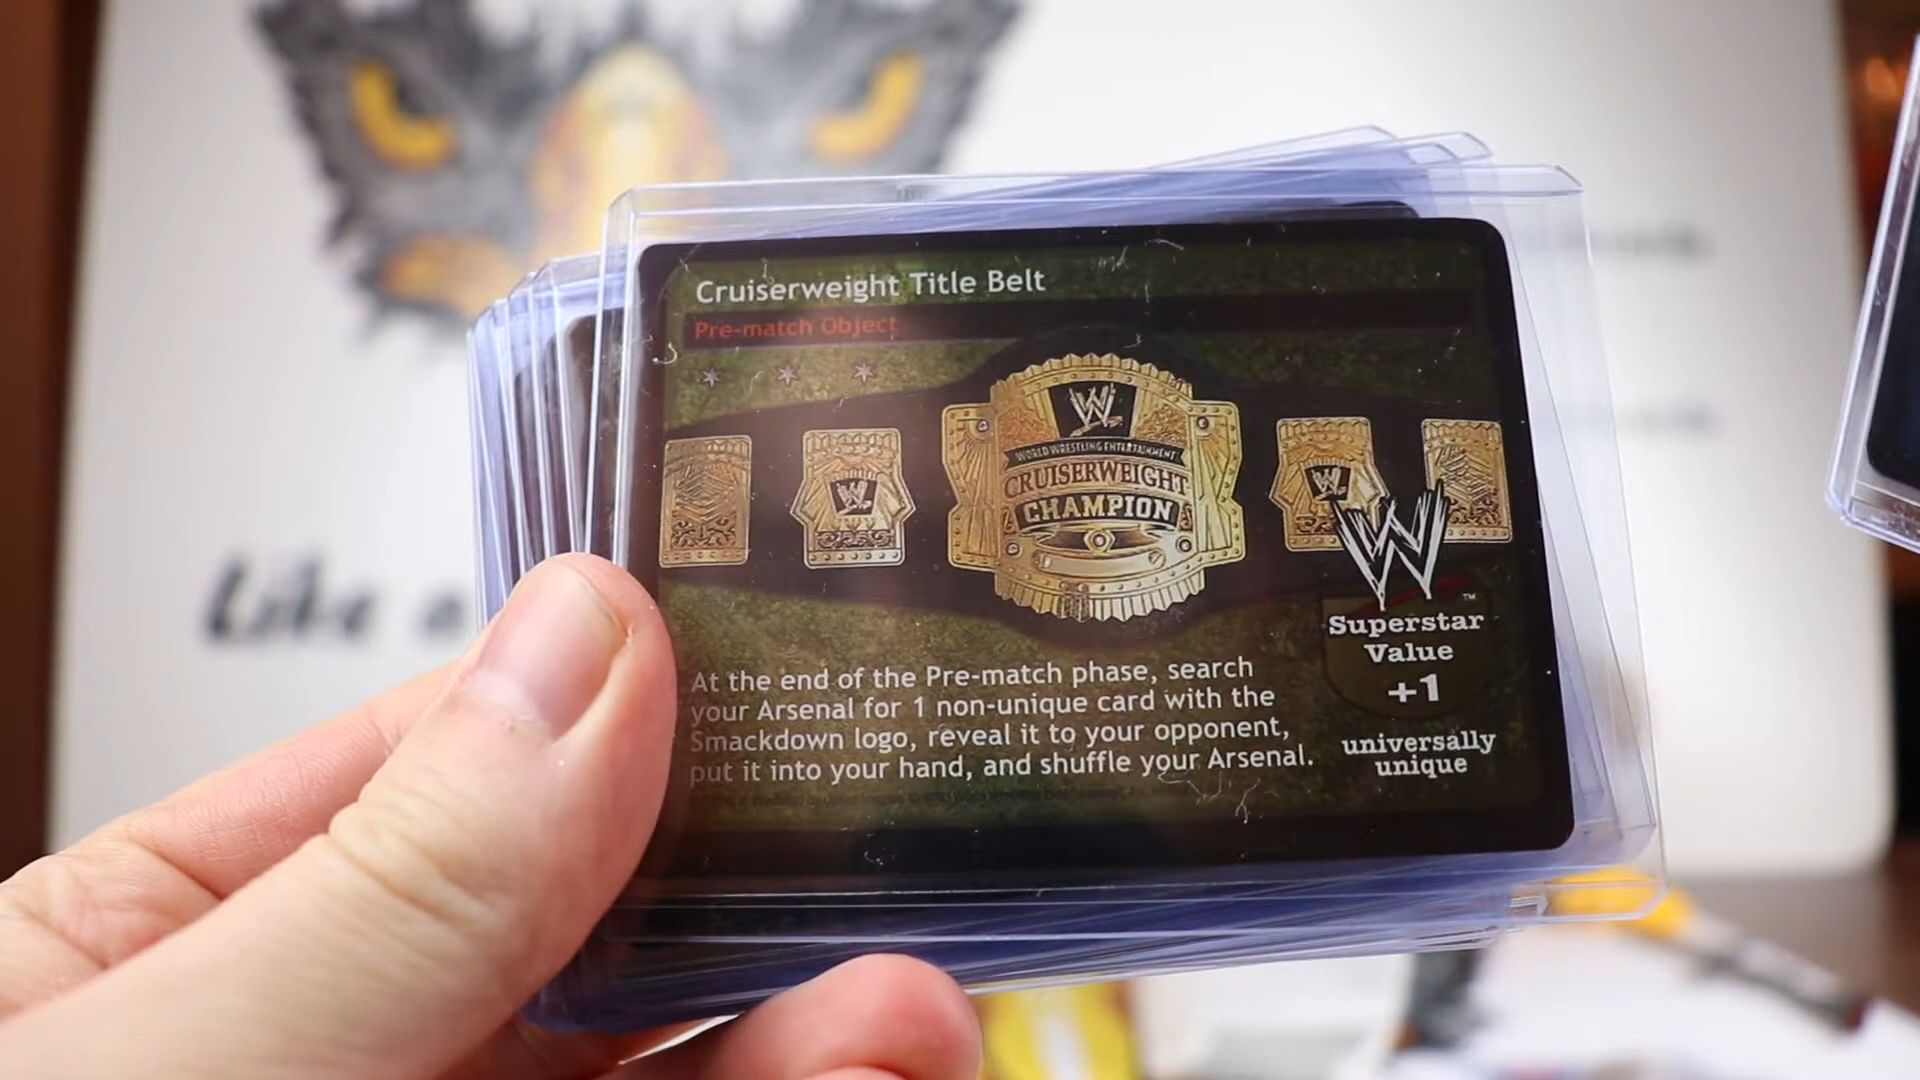 Cruiserweight Title Belt
Pre-match Object
W
WORLD WRESTLING ENTERTAINMENT
CRUISERWEIGHT
CHAMPION
W
W
W
TM
Superstar
Value
+1
At the end of the Pre-match phase, search
your Arsenal for 1 non-unique card with the
Smackdown logo, reveal it to your opponent,
put it into your hand, and shuffle your Arsenal.
universally
unique
Like a